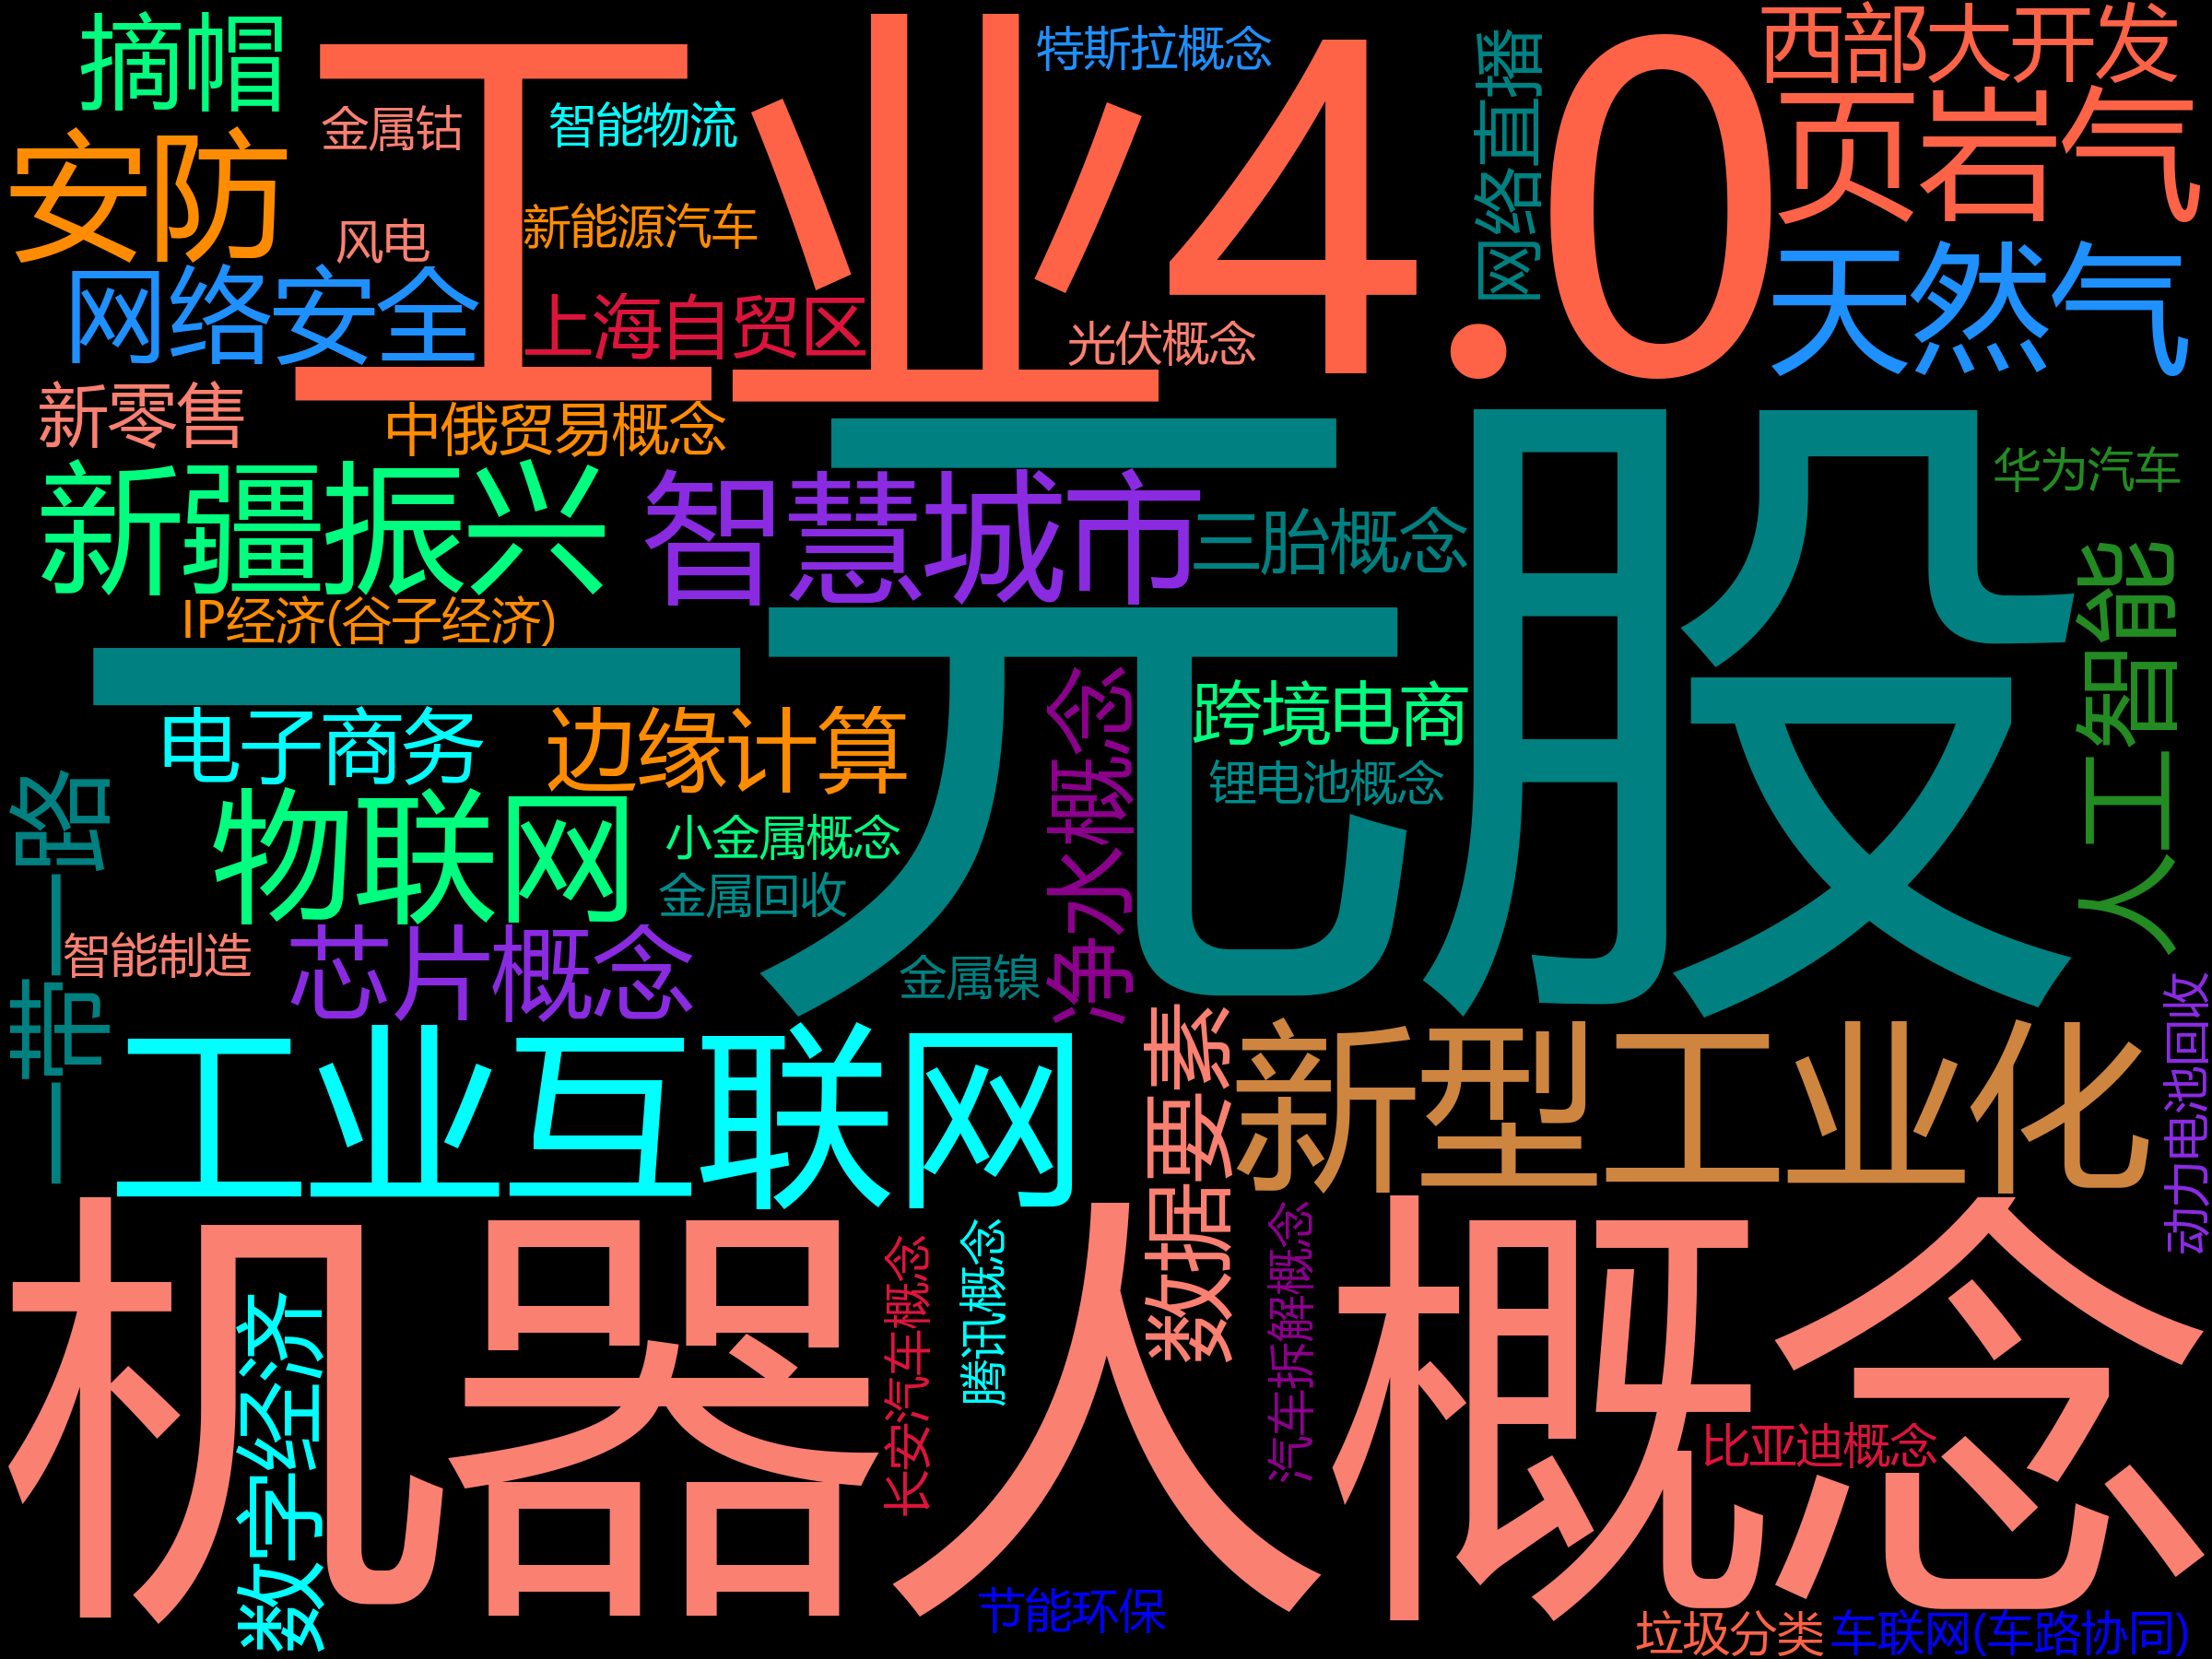 摘帽
工业4.0
特斯拉概念
西部大开发
页岩气
安防
金属钴
智能物流
网络直播
风电
新能源汽车
天然气
网络安全
上海自贸区
光伏概念
新零售
中俄贸易概念
一元股
新疆振兴
智慧城市
三胎概念
华为汽车
人工智能
IP经济(谷子经济)
电子商务
边缘计算
净水概念
跨境电商
锂电池概念
一带一路
物联网
小金属概念
金属回收
智能制造
芯片概念
金属镍
动力电池回收
工业互联网
数据要素
新型工业化
机器人概念
数字经济
长安汽车概念
腾讯概念
汽车拆解概念
比亚迪概念
节能环保
垃圾分类
车联网(车路协同)